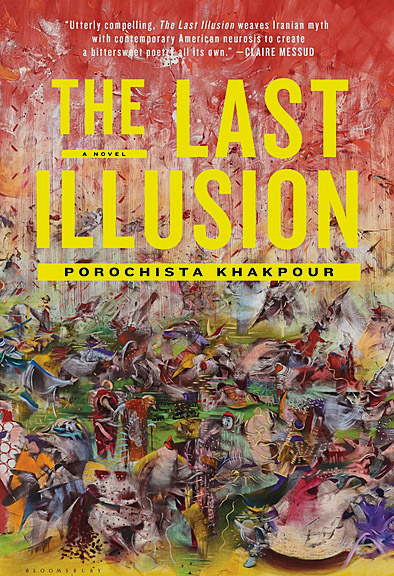 "Utterly compelling, The Last Illusion weaves Iranian myth
with contemporary American neurosis to create
a bittersweet poetry all its own." —CLAIRE MESSUD
THE LAST
A NOVEL
ILLUSION
POROCHISTA KHAKPOUR
BLOOMSBURY